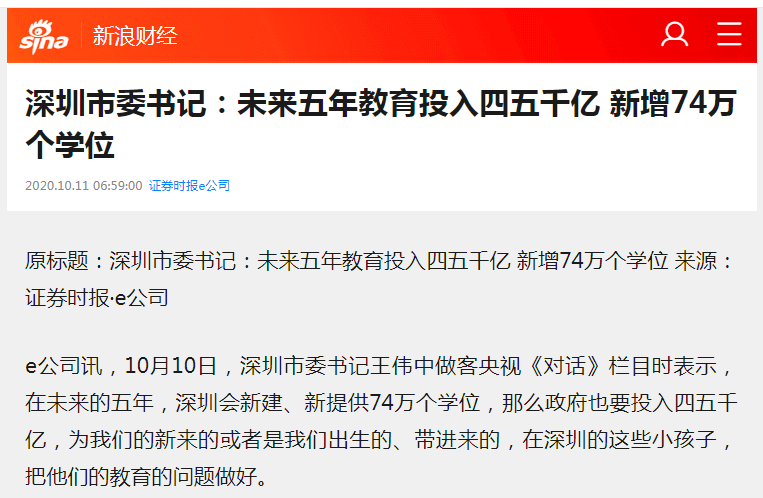 sina 新浪财经
深圳市委书记：未来五年教育投入四五千亿 新增74万
个学位
2020.10.11 06:59:00 证券时报e公司
原标题：深圳市委书记：未来五年教育投入四五千亿 新增74万个学位 来源：
证券时报·e公司
e公司讯，10月10日，深圳市委书记王伟中做客央视《对话》栏目时表示，
在未来的五年，深圳会新建、新提供74万个学位，那么政府也要投入四五千
亿，为我们的新来的或者是我们出生的、带进来的，在深圳的这些小孩子，
把他们的教育的问题做好。